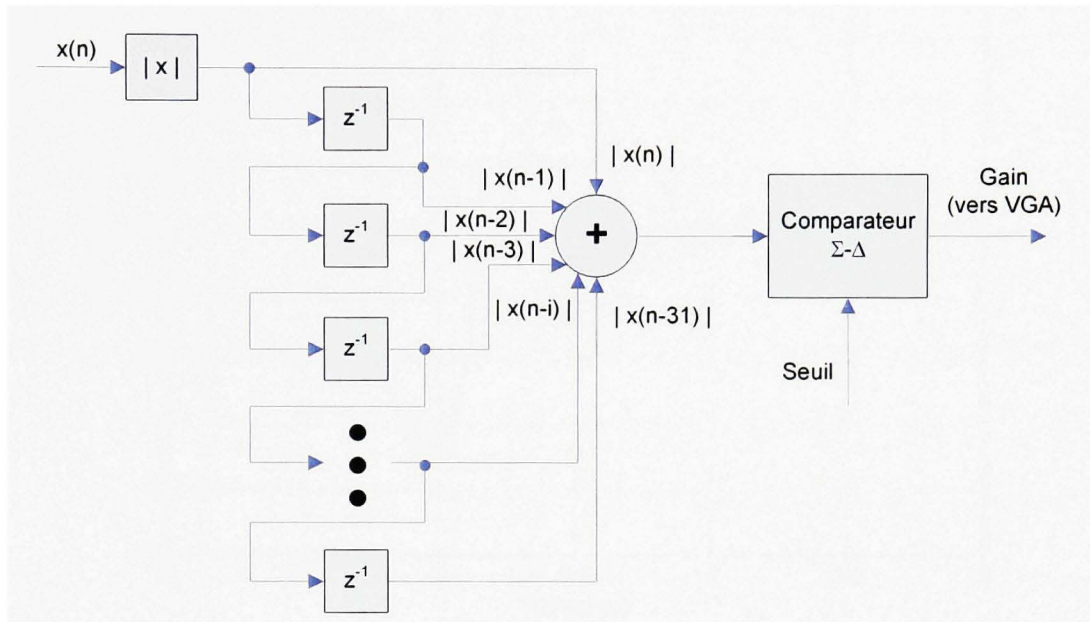 x(n)
| x |
z⁻¹
| x(n) |
| x(n-1) |
z⁻¹
| x(n-2) |
| x(n-3) |
+
Comparateur
Σ-Δ
Gain
(vers VGA)
| x(n-i) |
| x(n-31) |
z⁻¹
Seuil
z⁻¹